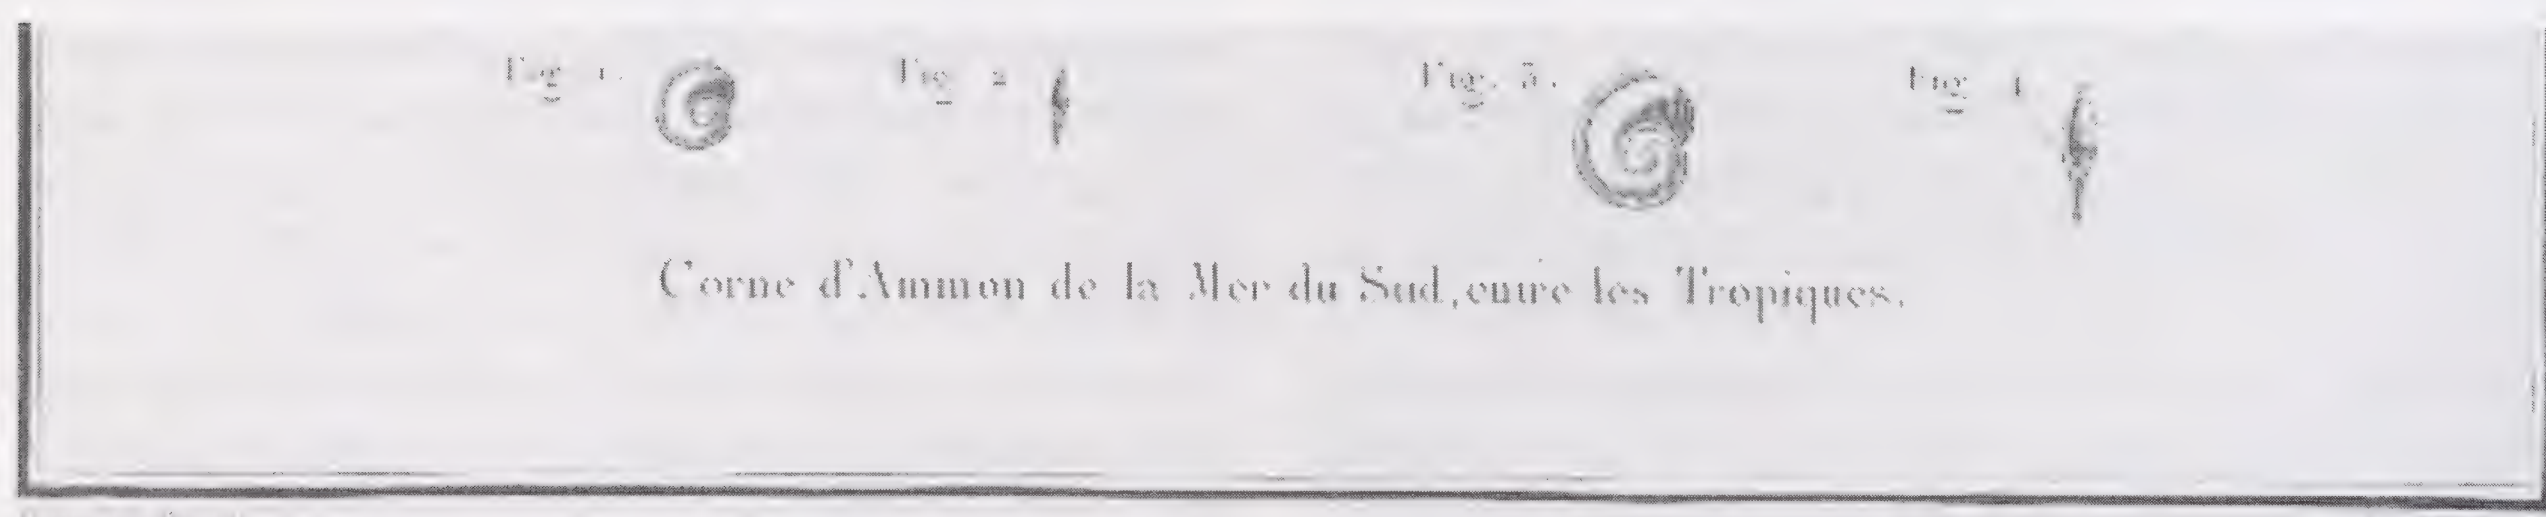 Fig. 1. Fig. 2 Fig. 3. Fig. 4
Corne d'Ammon de la Mer du Sud, entre les Tropiques.